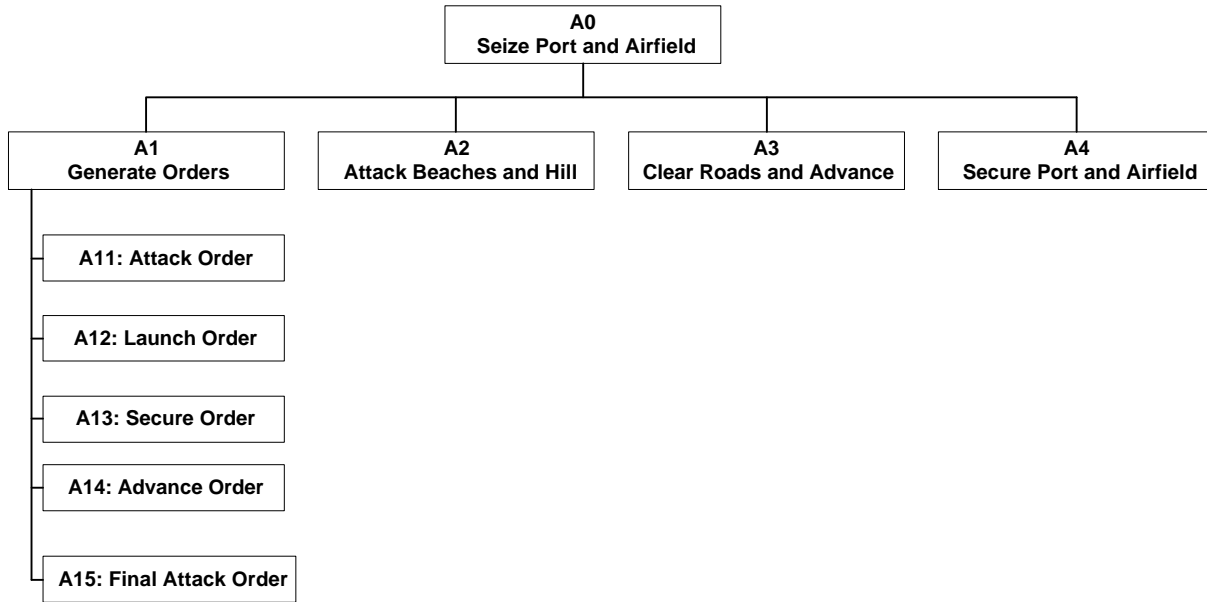 A0
Seize Port and Airfield
A1
Generate Orders
A2
Attack Beaches and Hill
A3
Clear Roads and Advance
A4
Secure Port and Airfield
A11: Attack Order
A12: Launch Order
A13: Secure Order
A14: Advance Order
A15: Final Attack Order